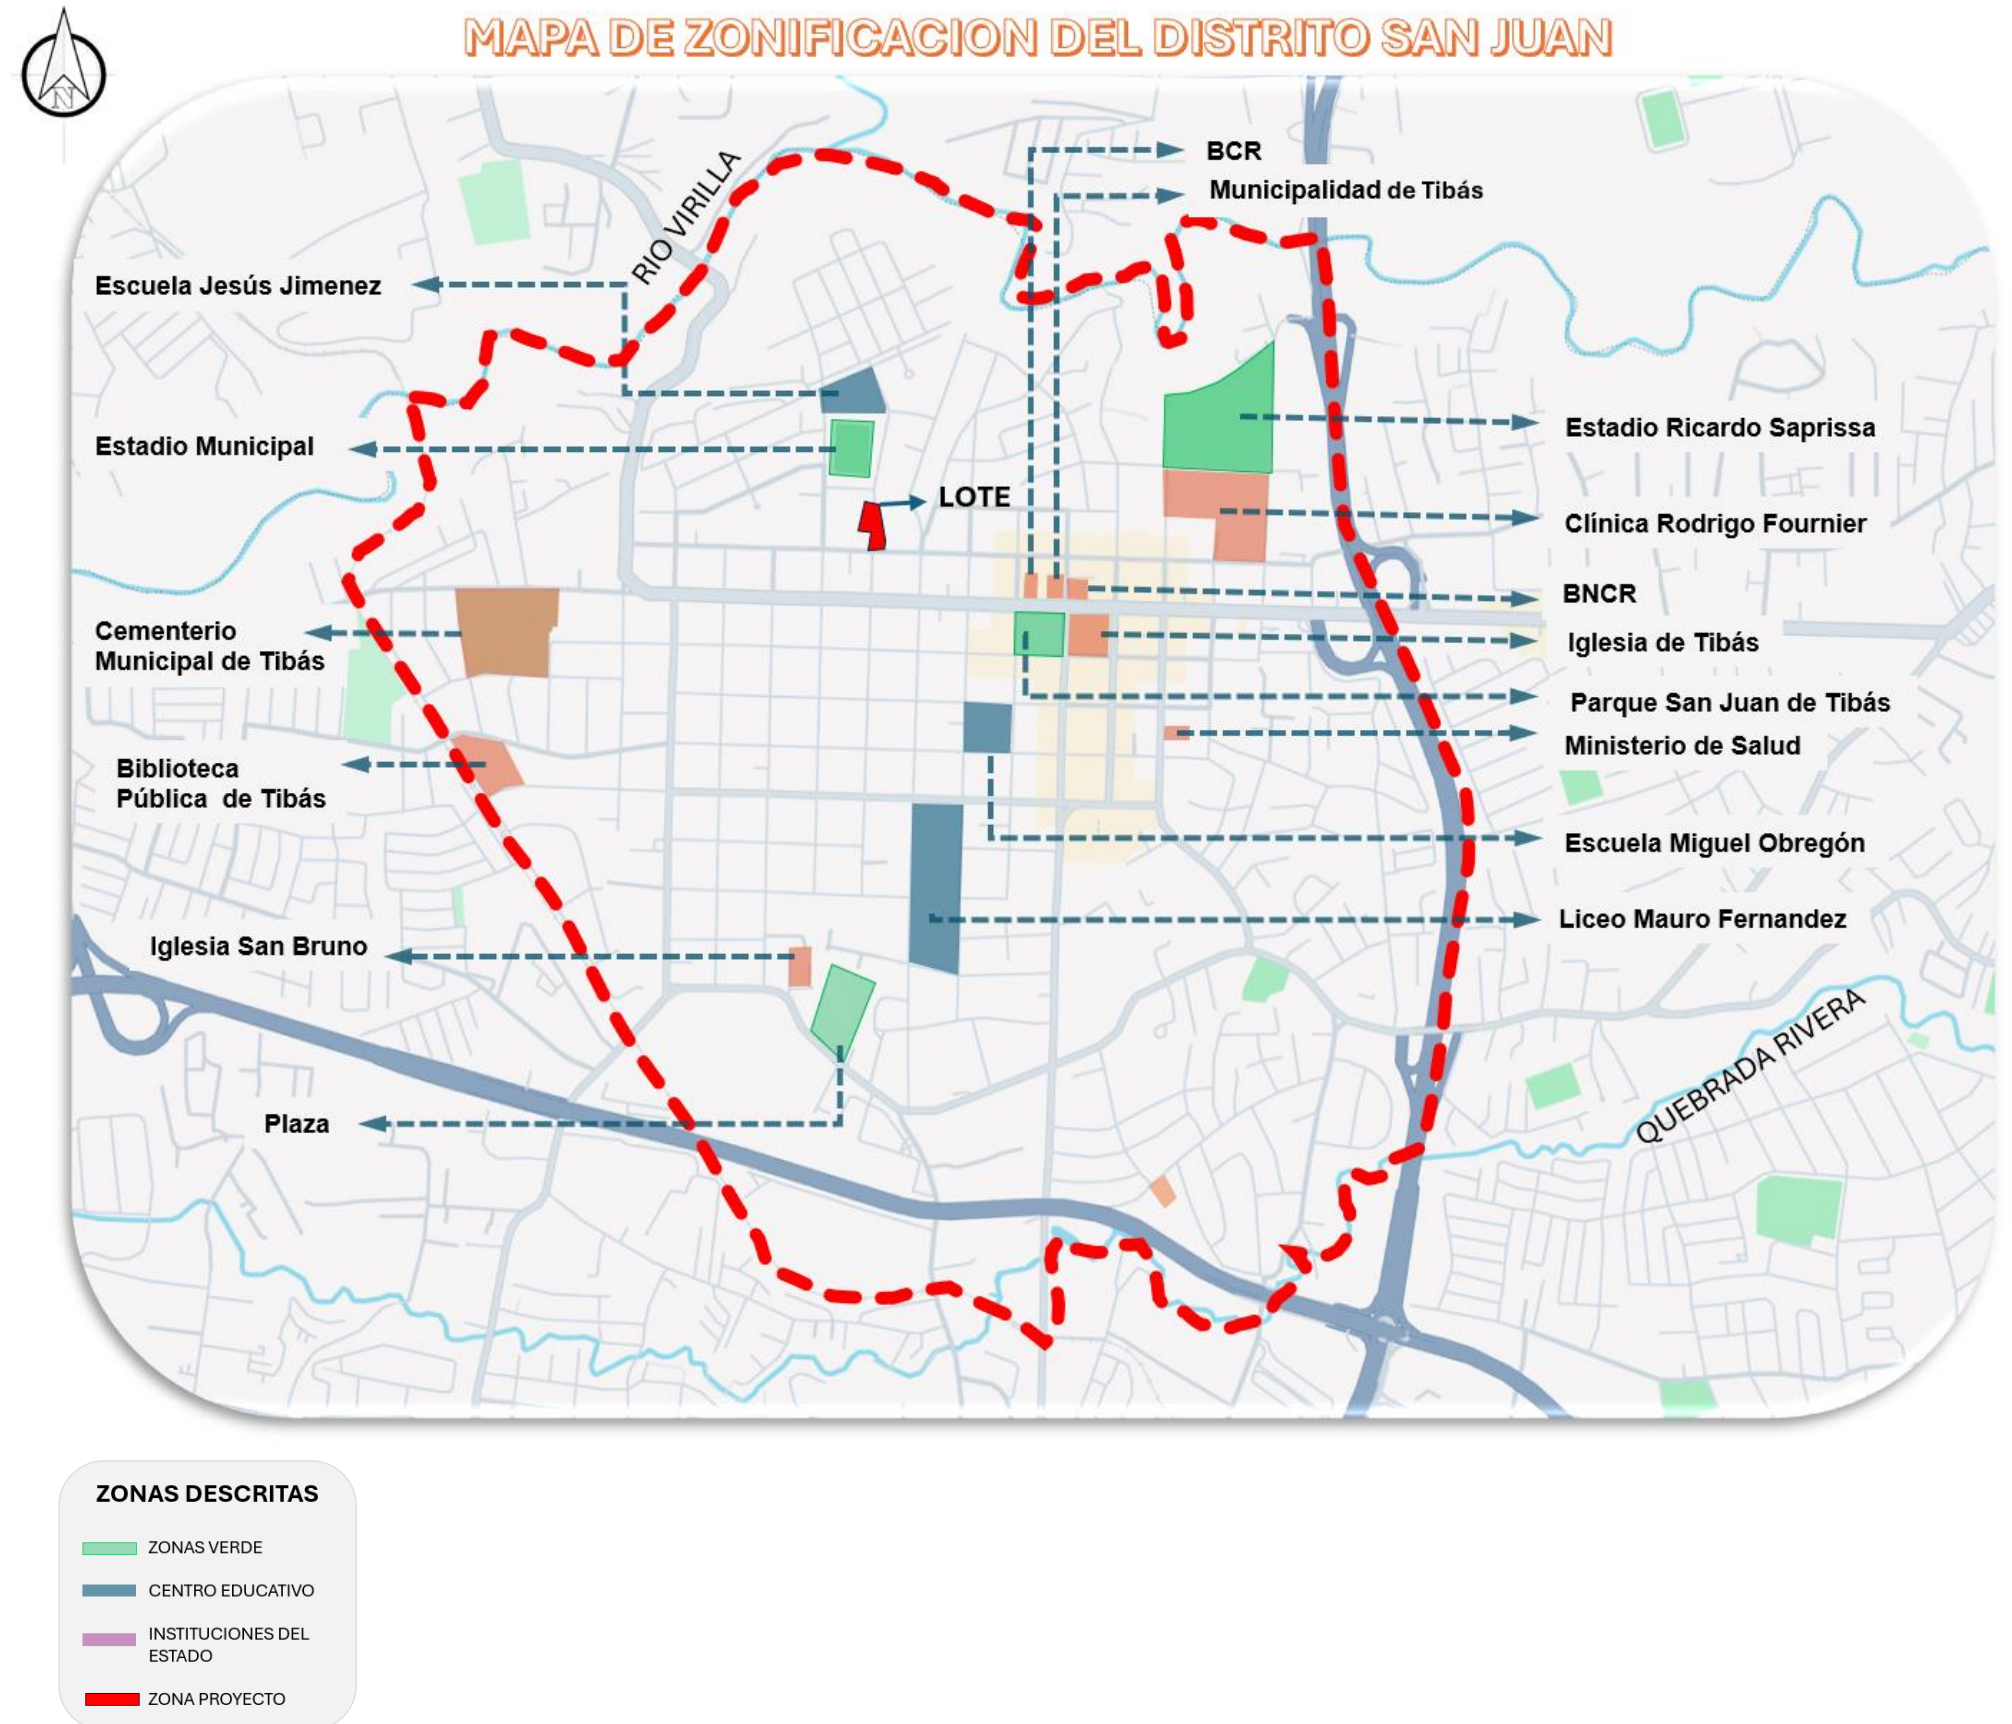 MAPA DE ZONIFICACION DEL DISTRITO SAN JUAN
N
BCR
Municipalidad de Tibás
RIO VIRILLA
Escuela Jesús Jimenez
Estadio Municipal
LOTE
Estadio Ricardo Saprissa
Clínica Rodrigo Fournier
BNCR
Iglesia de Tibás
Cementerio
Municipal de Tibás
Parque San Juan de Tibás
Ministerio de Salud
Biblioteca
Pública de Tibás
Escuela Miguel Obregón
Liceo Mauro Fernandez
Iglesia San Bruno
QUEBRADA RIVERA
Plaza
ZONAS DESCRITAS
ZONAS VERDE
CENTRO EDUCATIVO
INSTITUCIONES DEL
ESTADO
ZONA PROYECTO